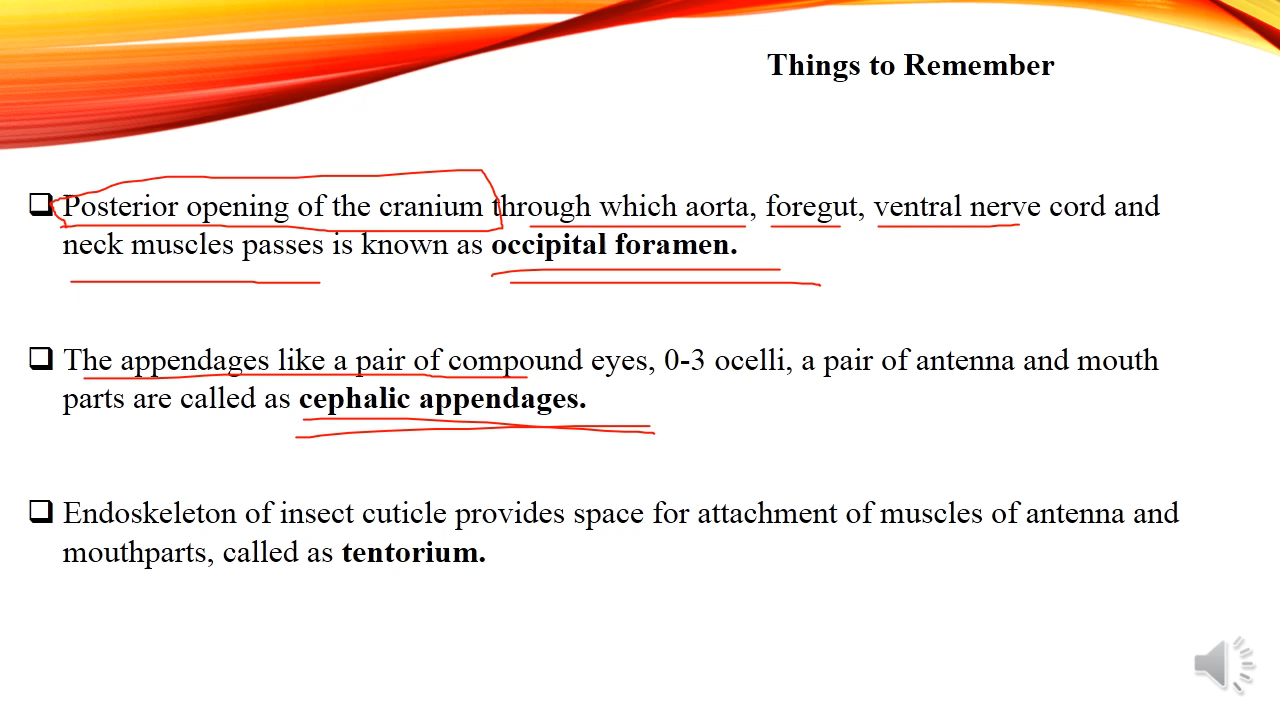 Things to Remember
Posterior opening of the cranium through which aorta, foregut, ventral nerve cord and
neck muscles passes is known as occipital foramen.
The appendages like a pair of compound eyes, 0-3 ocelli, a pair of antenna and mouth
parts are called as cephalic appendages.
Endoskeleton of insect cuticle provides space for attachment of muscles of antenna and
mouthparts, called as tentorium.